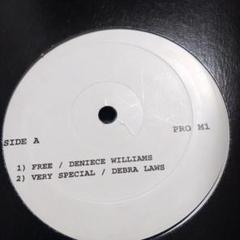 SIDE A
PRO M1
1) FREE / DENIECE WILLIAMS
2) VERY SPECIAL / DEBRA LAWS